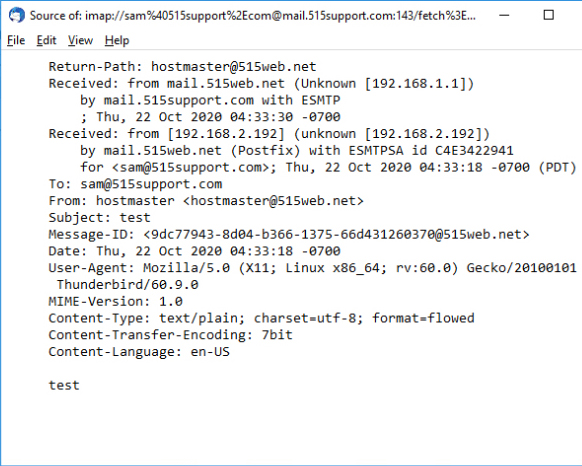 Source of: imap://sam%40515support%2Ecom@mail.515support.com:143/fetch%3E...
File Edit View Help
Return-Path: hostmaster@515web.net
Received: from mail.515web.net (Unknown [192.168.1.1])
by mail.515support.com with ESMTP
; Thu, 22 Oct 2020 04:33:30 -0700
Received: from [192.168.2.192] (unknown [192.168.2.192])
by mail.515web.net (Postfix) with ESMTPSA id C4E3422941
for <sam@515support.com>; Thu, 22 Oct 2020 04:33:18 -0700 (PDT)
To: sam@515support.com
From: hostmaster <hostmaster@515web.net>
Subject: test
Message-ID: <9dc77943-8d04-b366-1375-66d431260370@515web.net>
Date: Thu, 22 Oct 2020 04:33:18 -0700
User-Agent: Mozilla/5.0 (X11; Linux x86_64; rv:60.0) Gecko/20100101
Thunderbird/60.9.0
MIME-Version: 1.0
Content-Type: text/plain; charset=utf-8; format=flowed
Content-Transfer-Encoding: 7bit
Content-Language: en-US
test